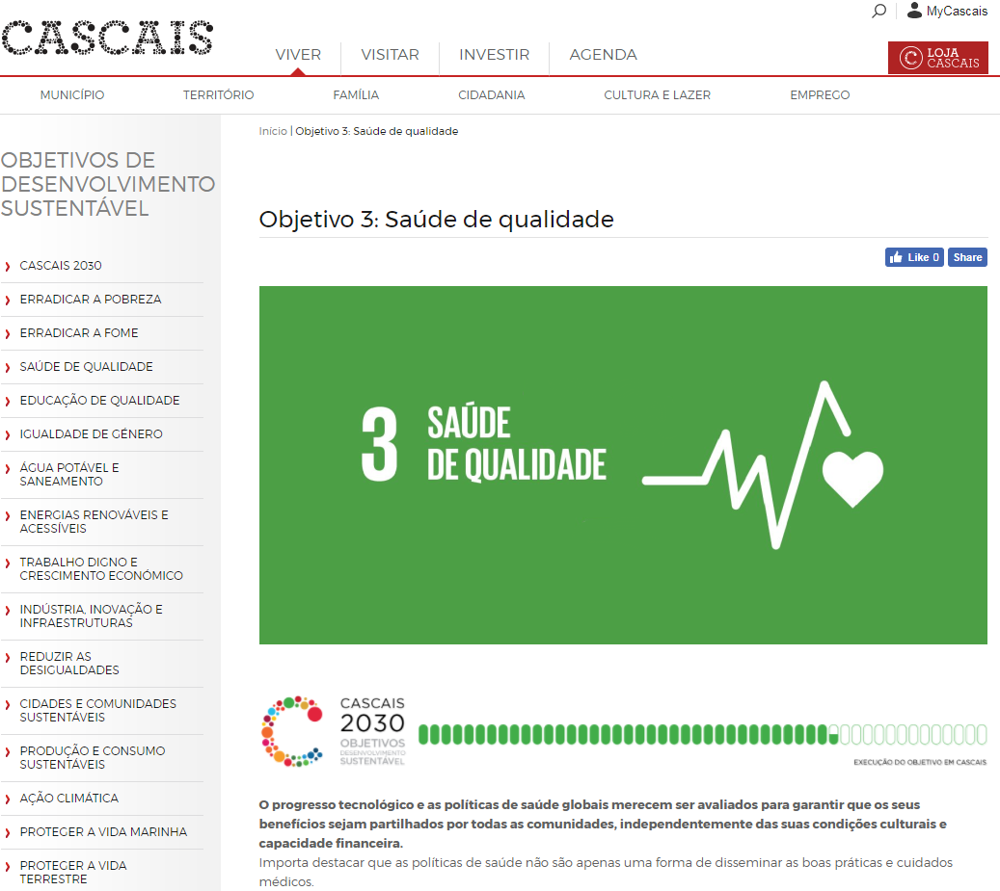 CASCAIS
MyCascais
VIVER
VISITAR
INVESTIR
AGENDA
C LOJA
CASCAIS
MUNICÍPIO
TERRITÓRIO
FAMÍLIA
CIDADANIA
CULTURA E LAZER
EMPREGO
OBJETIVOS DE
DESENVOLVIMENTO
SUSTENTÁVEL
CASCAIS 2030
ERRADICAR A POBREZA
ERRADICAR A FOME
SAÚDE DE QUALIDADE
EDUCAÇÃO DE QUALIDADE
IGUALDADE DE GÉNERO
ÁGUA POTÁVEL E
SANEAMENTO
ENERGIAS RENOVÁVEIS E
ACESSÍVEIS
TRABALHO DIGNO E
CRESCIMENTO ECONÓMICO
INDÚSTRIA, INOVAÇÃO E
INFRAESTRUTURAS
REDUZIR AS
DESIGUALDADES
CIDADES E COMUNIDADES
SUSTENTÁVEIS
PRODUÇÃO E CONSUMO
SUSTENTÁVEIS
AÇÃO CLIMÁTICA
PROTEGER A VIDA MARINHA
PROTEGER A VIDA
TERRESTRE
Início | Objetivo 3: Saúde de qualidade
Objetivo 3: Saúde de qualidade
Like 0
Share
3 SAÚDE
DE QUALIDADE
CASCAIS
2030
OBJETIVOS
DESENVOLVIMENTO
SUSTENTÁVEL
EXECUÇÃO DO OBJETIVO EM CASCAIS
O progresso tecnológico e as políticas de saúde globais merecem ser avaliados para garantir que os seus
benefícios sejam partilhados por todas as comunidades, independentemente das suas condições culturais e
capacidade financeira.
Importa destacar que as políticas de saúde não são apenas uma forma de disseminar as boas práticas e cuidados
médicos.